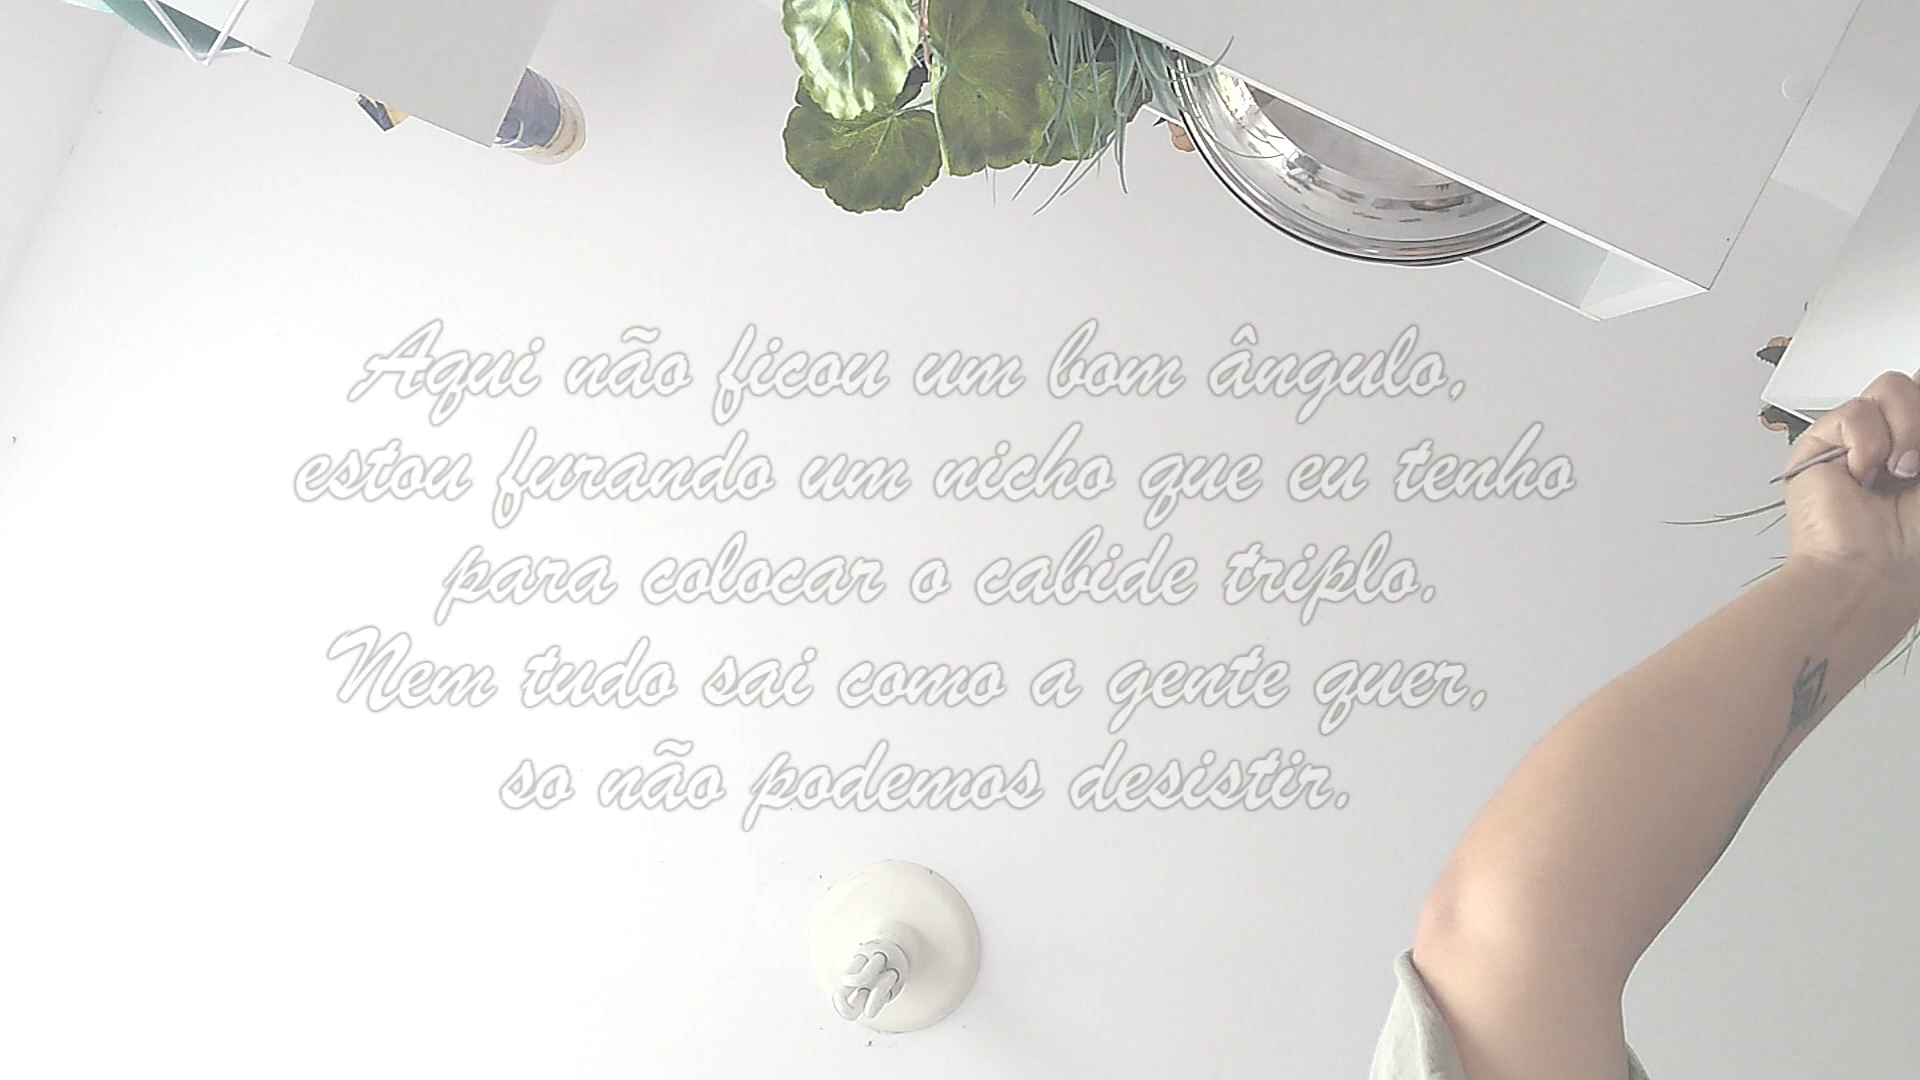 Aqui não ficou um bom ângulo,
estou furando um nicho que eu tenho
para colocar o cabide triplo.
Nem tudo sai como a gente quer,
so não podemos desistir.